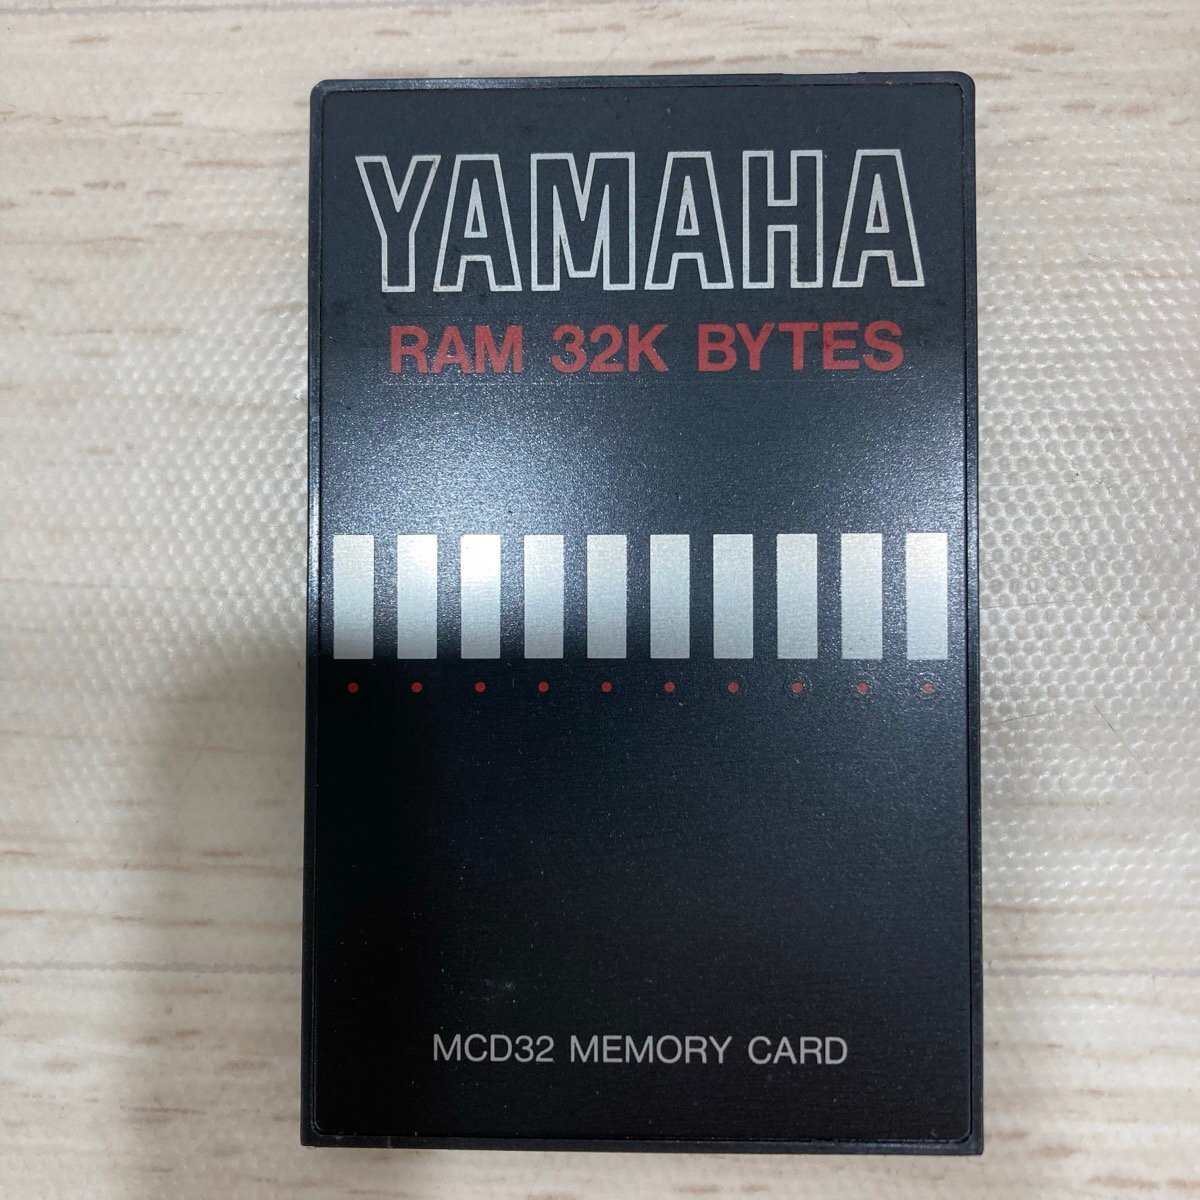 YAMAHA
RAM 32K BYTES
MCD32 MEMORY CARD